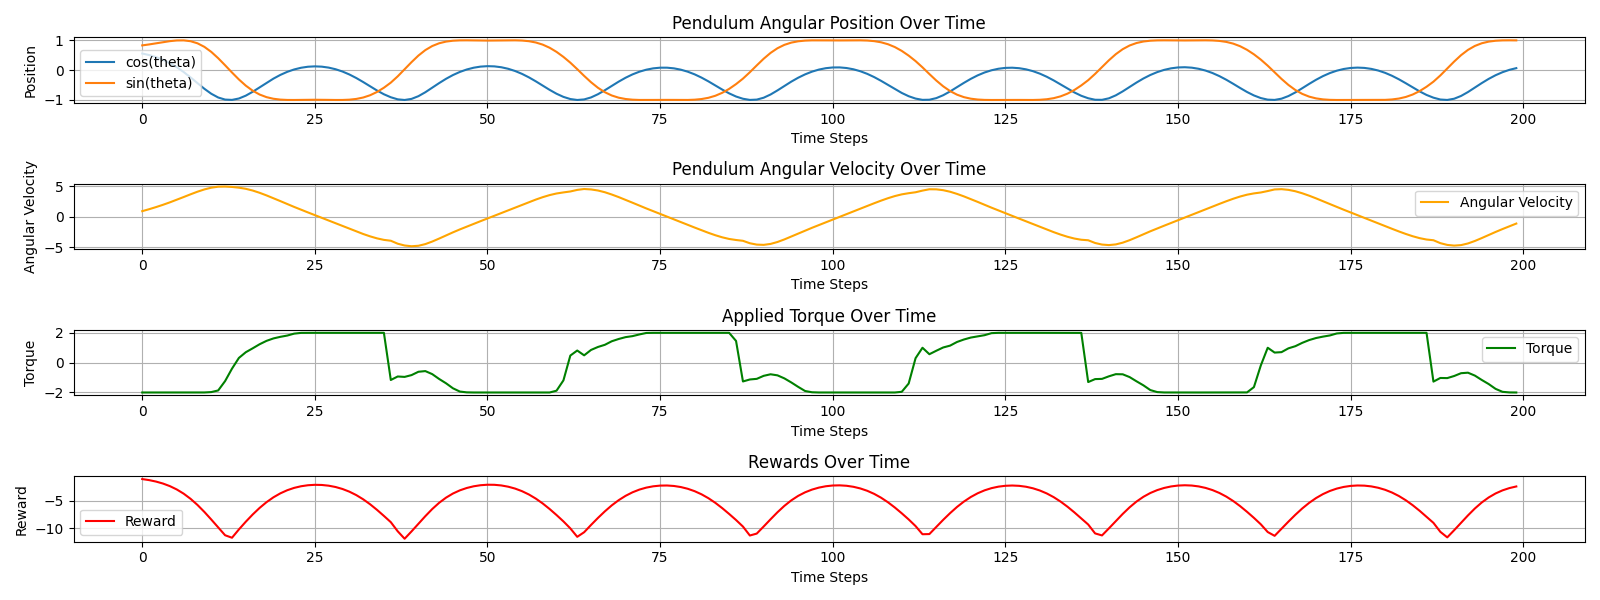 Pendulum Angular Position Over Time
Position
1
0
−1
cos(theta)
sin(theta)
0 25 50 75 100 125 150 175 200
Time Steps
Pendulum Angular Velocity Over Time
Angular Velocity
5
0
−5
Angular Velocity
0 25 50 75 100 125 150 175 200
Time Steps
Applied Torque Over Time
Torque
2
0
−2
Torque
0 25 50 75 100 125 150 175 200
Time Steps
Rewards Over Time
Reward
−5
−10
Reward
0 25 50 75 100 125 150 175 200
Time Steps